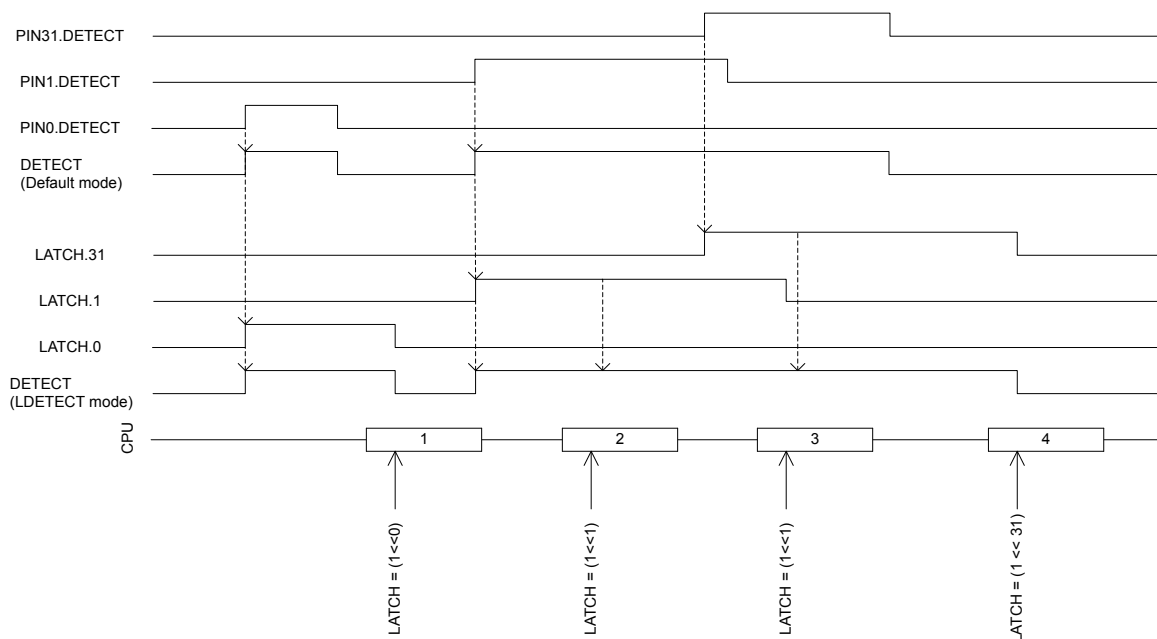 PIN31.DETECT
PIN1.DETECT
PIN0.DETECT
DETECT
(Default mode)
LATCH.31
LATCH.1
LATCH.0
DETECT
(LDETECT mode)
CPU
1
2
3
4
LATCH = (1<<0)
LATCH = (1<<1)
LATCH = (1<<1)
LATCH = (1 << 31)